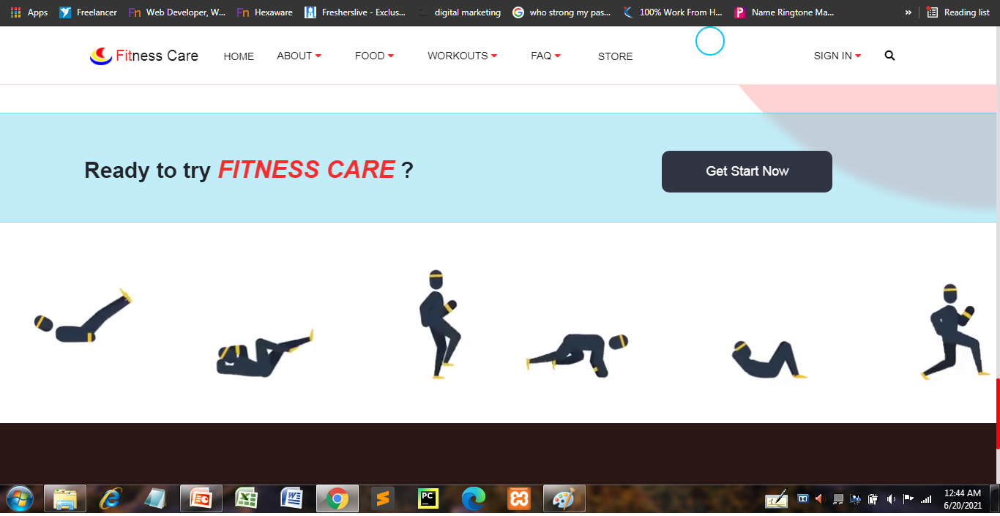 Apps Freelancer Web Developer, W... Hexaware Fresherslive - Exclus... digital marketing who strong my pas... 100% Work From H... Name Ringtone Ma... » Reading list
Fitness Care HOME ABOUT FOOD WORKOUTS FAQ STORE SIGN IN
Ready to try FITNESS CARE ? Get Start Now
12:44 AM
6/20/2021